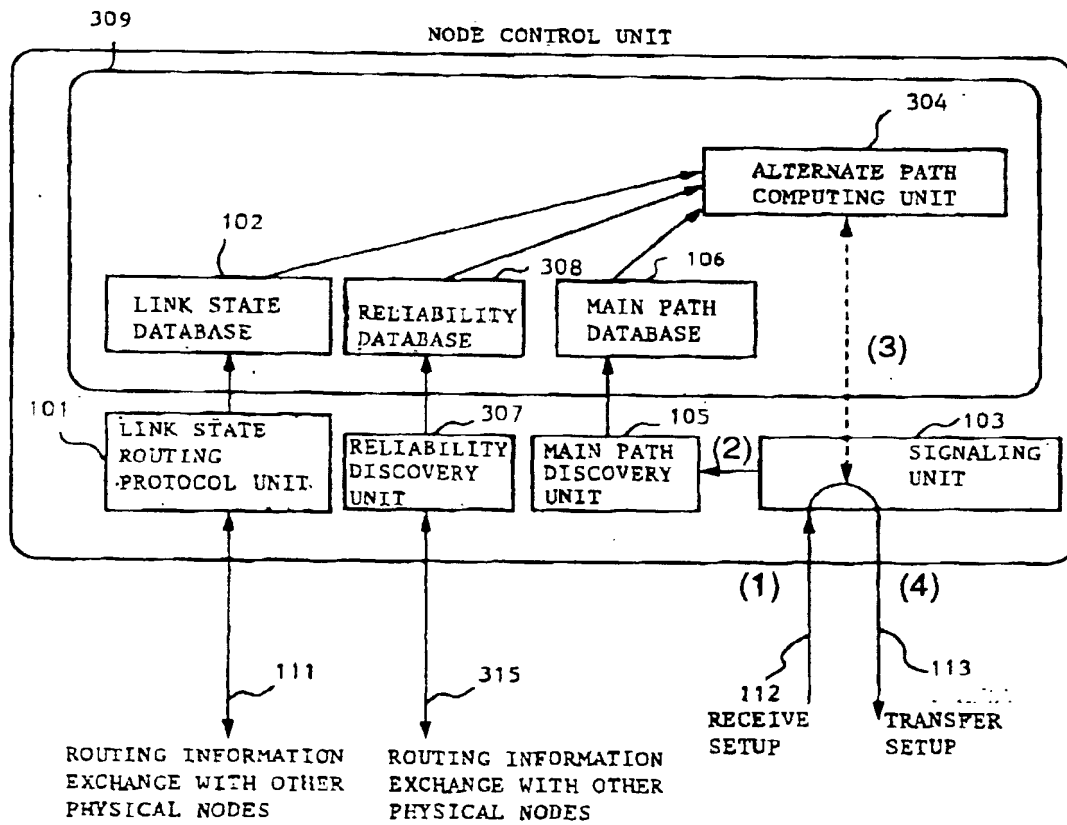 309
NODE CONTROL UNIT
304
ALTERNATE PATH
COMPUTING UNIT
102
308
106
LINK STATE
DATABASE
RELIABILITY
DATABASE
MAIN PATH
DATABASE
(3)
101
307
105
103
LINK STATE
ROUTING
PROTOCOL UNIT
RELIABILITY
DISCOVERY
UNIT
MAIN PATH
DISCOVERY
UNIT
(2)
SIGNALING
UNIT
(1)
(4)
111
315
112
113
RECEIVE
SETUP
TRANSFER
SETUP
ROUTING INFORMATION
EXCHANGE WITH OTHER
PHYSICAL NODES
ROUTING INFORMATION
EXCHANGE WITH OTHER
PHYSICAL NODES